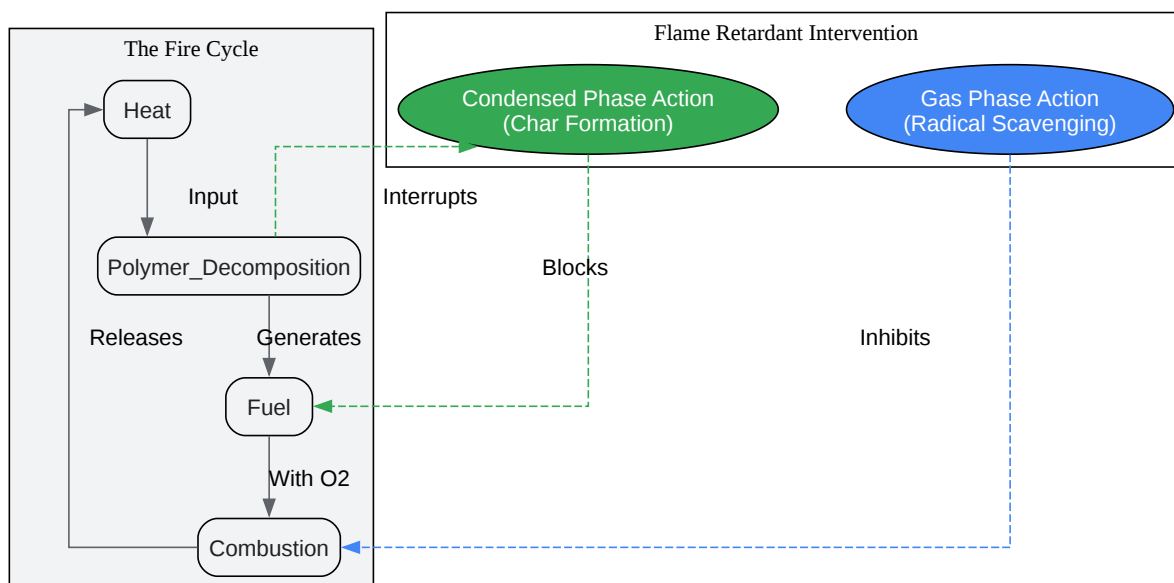 The Fire Cycle
Flame Retardant Intervention
Heat
Condensed Phase Action
(Char Formation)
Gas Phase Action
(Radical Scavenging)
Input
Interrupts
Polymer_Decomposition
Blocks
Releases
Generates
Inhibits
Fuel
With O2
Combustion